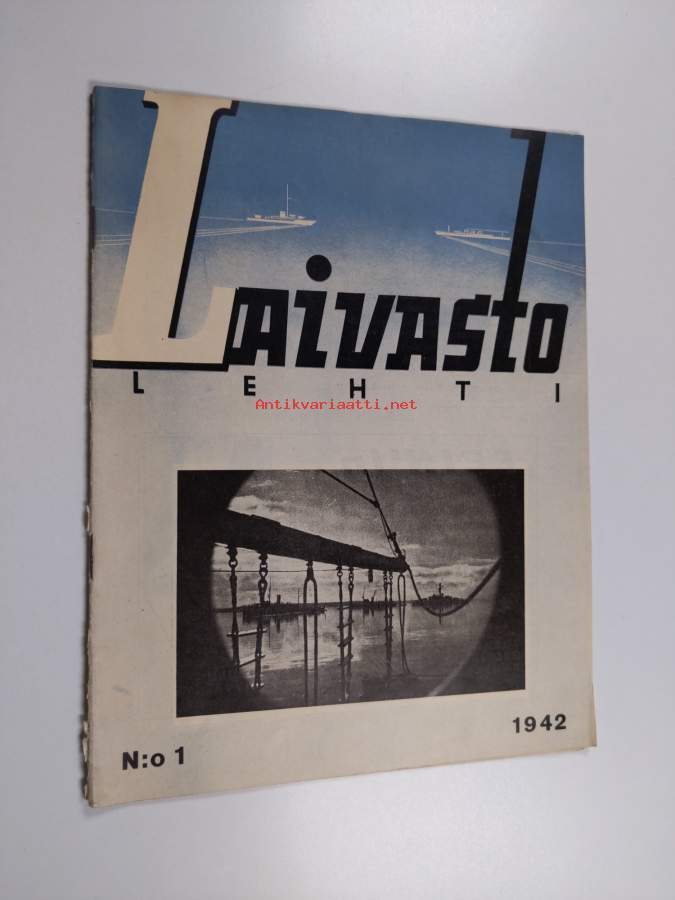 Laivasto
LEHTI
Antikvariaatti.net
N:o 1
1942